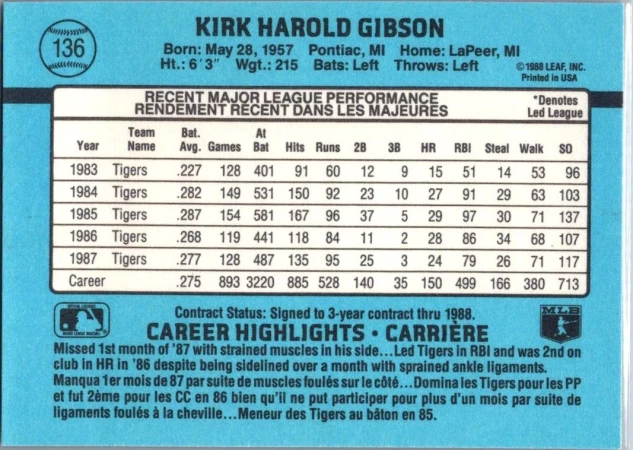 136
KIRK HAROLD GIBSON
Born: May 28, 1957 Pontiac, MI Home: LaPeer, MI
Ht.: 6'3" Wgt.: 215 Bats: Left Throws: Left
©1988 LEAF, INC.
Printed in USA
RECENT MAJOR LEAGUE PERFORMANCE
RENDEMENT RÉCENT DANS LES MAJEURES
*Denotes
Led League
Year Team Name Bat. Avg. Games At Bat Hits Runs 2B 3B HR RBI Steal Walk SO
1983 Tigers .227 128 401 91 60 12 9 15 51 14 53 96
1984 Tigers .282 149 531 150 92 23 10 27 91 29 63 103
1985 Tigers .287 154 581 167 96 37 5 29 97 30 71 137
1986 Tigers .268 119 441 118 84 11 2 28 86 34 68 107
1987 Tigers .277 128 487 135 95 25 3 24 79 26 71 117
Career .275 893 3220 885 528 140 35 150 499 166 380 713
Contract Status: Signed to 3-year contract thru 1988.
CAREER HIGHLIGHTS • CARRIÈRE
MLB
Missed 1st month of '87 with strained muscles in his side...Led Tigers in RBI and was 2nd on
club in HR in '86 despite being sidelined over a month with sprained ankle ligaments.
Manqua 1er mois de 87 par suite de muscles foulés sur le côté...Domina les Tigers pour les PP
et fut 2ème pour les CC en 86 bien qu'il ne put participer pour plus d'un mois par suite de
ligaments foulés à la cheville...Meneur des Tigers au bâton en 85.